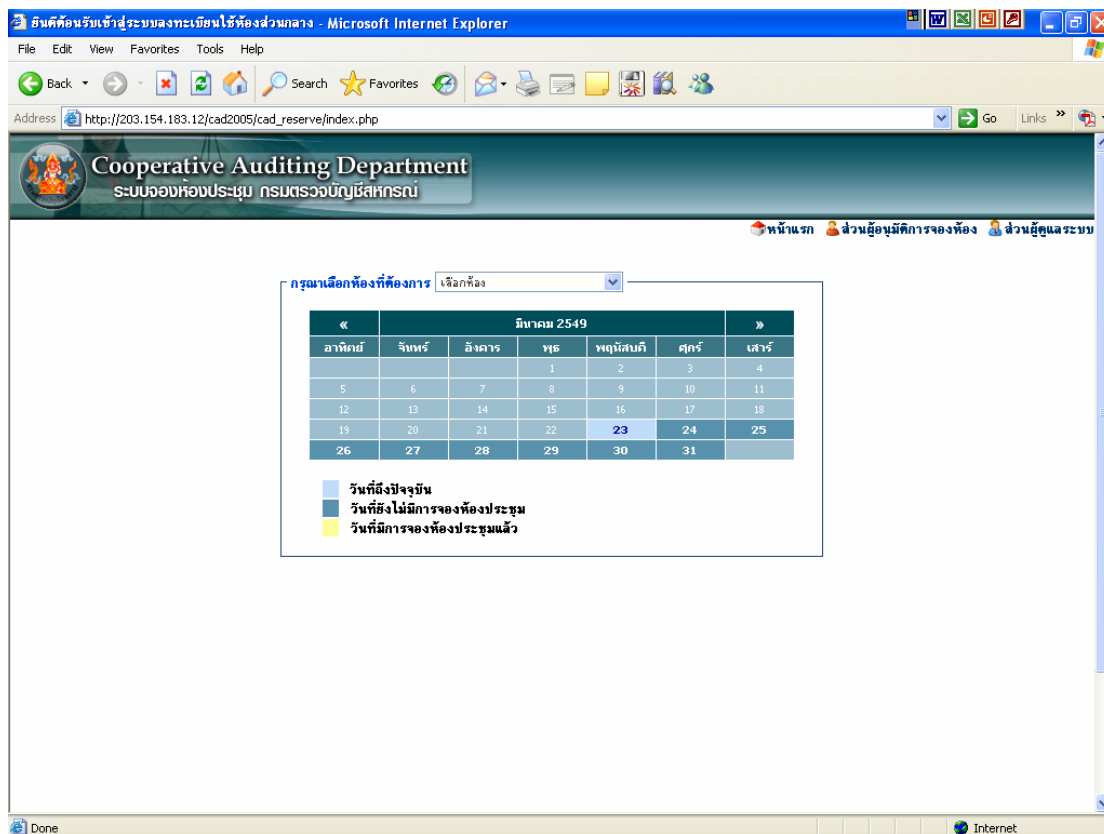 ยินดีต้อนรับเข้าสู่ระบบลงทะเบียนใช้ห้องส่วนกลาง - Microsoft Internet Explorer
File Edit View Favorites Tools Help
Back Search Favorites
Address http://203.154.183.12/cad2005/cad_reserve/index.php Go Links »
Cooperative Auditing Department
ระบบจองห้องประชุม กรมตรวจบัญชีสหกรณ์
หน้าแรก ส่วนผู้อนุมัติการจองห้อง ส่วนผู้ดูแลระบบ
กรุณาเลือกห้องที่ต้องการ เลือกห้อง
« มีนาคม 2549 »
อาทิตย์ จันทร์ อังคาร พุธ พฤหัสบดี ศุกร์ เสาร์
1 2 3 4
5 6 7 8 9 10 11
12 13 14 15 16 17 18
19 20 21 22 23 24 25
26 27 28 29 30 31
วันที่ถึงปัจจุบัน
วันที่ยังไม่มีการจองห้องประชุม
วันที่มีการจองห้องประชุมแล้ว
Done Internet